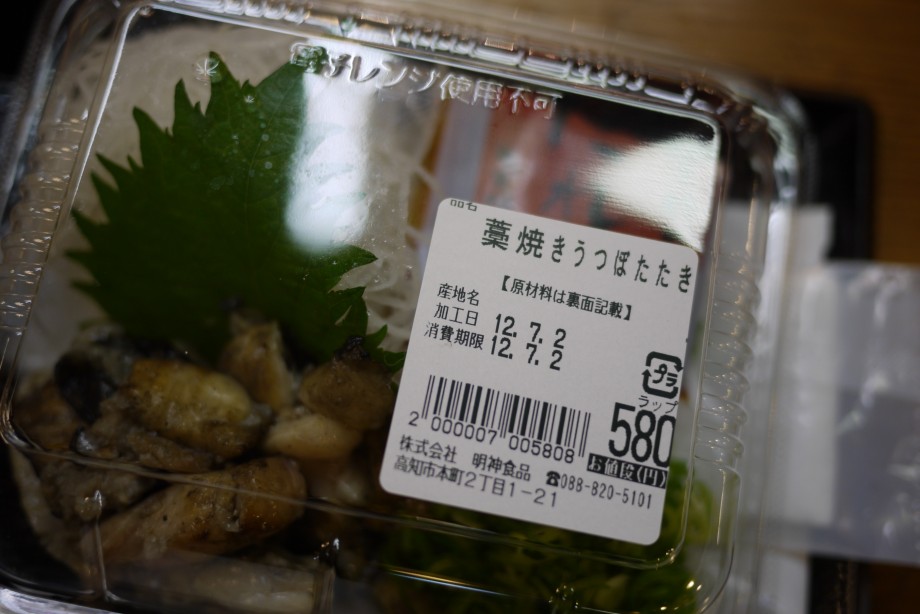 電子レンジ使用不可
品名
藁焼きうつぼたたき
【原材料は裏面記載】
産地名
加工日 12.7.2
消費期限 12.7.2
プラ
ラップ
580
お値段(円)
2 000007 005808
株式会社 明神食品 ☎088-820-5101
高知市本町2丁目1-21